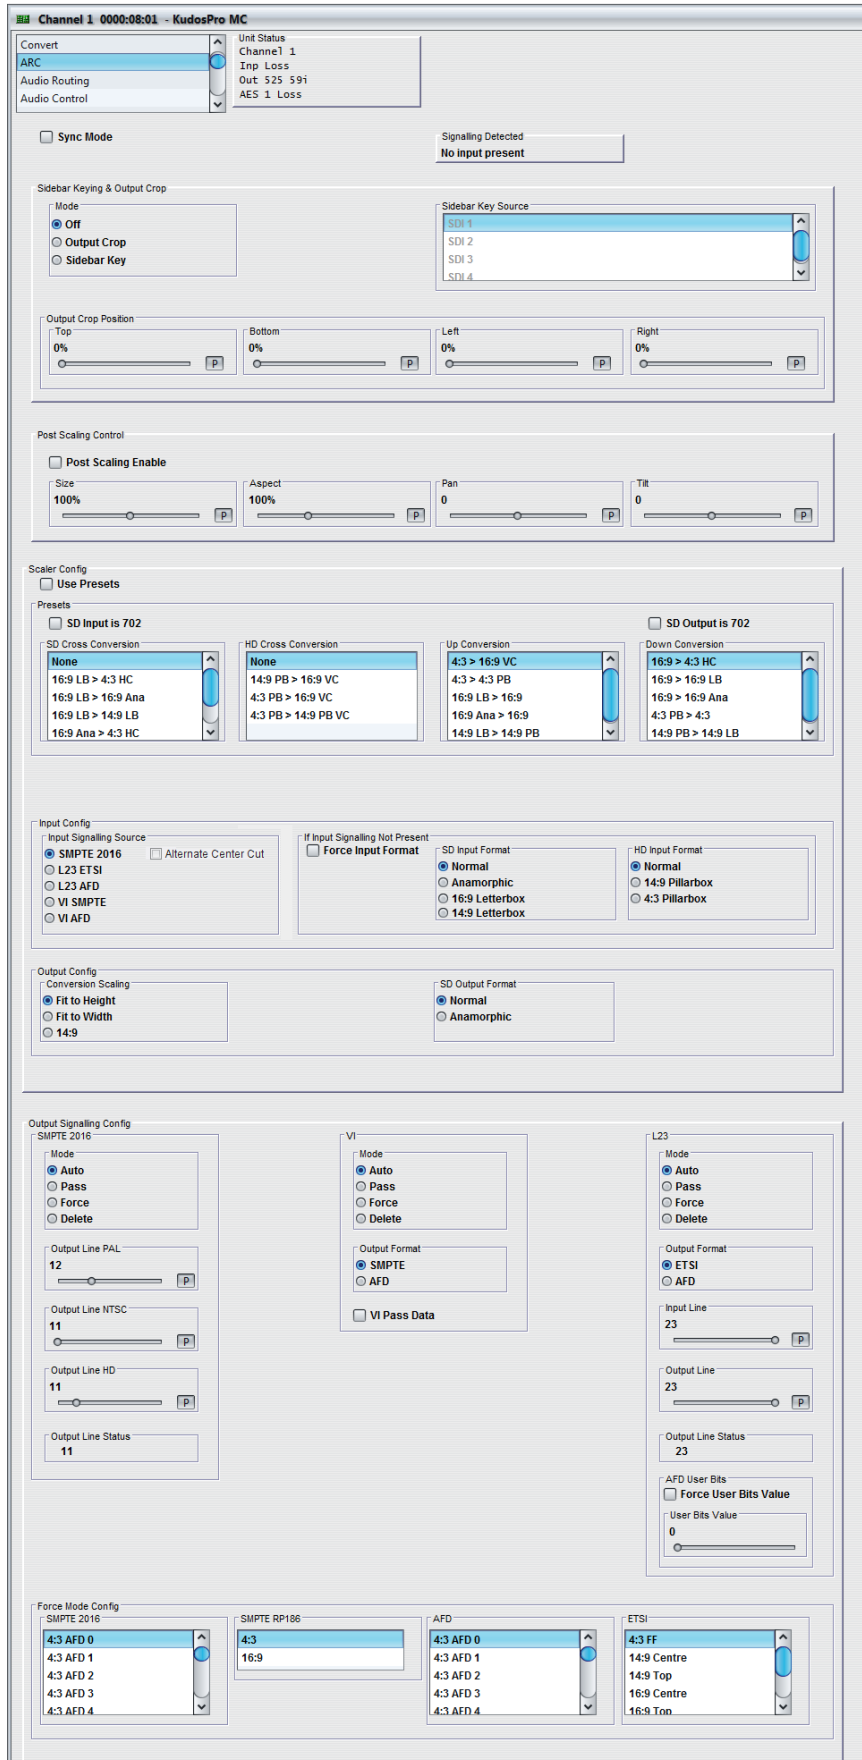 Channel 1 0000:08:01 - KudosPro MC
Convert
ARC
Audio Routing
Audio Control
Unit Status
Channel 1
Inp Loss
Out 525 59i
AES 1 Loss
Sync Mode
Signalling Detected
No input present
Sidebar Keying & Output Crop
Mode
Off
Output Crop
Sidebar Key
Sidebar Key Source
SDI 1
SDI 2
SDI 3
SDI 4
Output Crop Position
Top
0%
P
Bottom
0%
P
Left
0%
P
Right
0%
P
Post Scaling Control
Post Scaling Enable
Size
100%
P
Aspect
100%
P
Pan
0
P
Tilt
0
P
Scaler Config
Use Presets
Presets
SD Input is 702
SD Output is 702
SD Cross Conversion
None
16:9 LB > 4:3 HC
16:9 LB > 16:9 Ana
16:9 LB > 14:9 LB
16:9 Ana > 4:3 HC
HD Cross Conversion
None
14:9 PB > 16:9 VC
4:3 PB > 16:9 VC
4:3 PB > 14:9 PB VC
Up Conversion
4:3 > 16:9 VC
4:3 > 4:3 PB
16:9 LB > 16:9
16:9 Ana > 16:9
14:9 LB > 14:9 PB
Down Conversion
16:9 > 4:3 HC
16:9 > 16:9 LB
16:9 > 16:9 Ana
4:3 PB > 4:3
14:9 PB > 14:9 LB
Input Config
Input Signalling Source
SMPTE 2016
Alternate Center Cut
L23 ETSI
L23 AFD
VI SMPTE
VI AFD
If Input Signalling Not Present
Force Input Format
SD Input Format
Normal
Anamorphic
16:9 Letterbox
14:9 Letterbox
HD Input Format
Normal
14:9 Pillarbox
4:3 Pillarbox
Output Config
Conversion Scaling
Fit to Height
Fit to Width
14:9
SD Output Format
Normal
Anamorphic
Output Signalling Config
SMPTE 2016
Mode
Auto
Pass
Force
Delete
Output Line PAL
12
P
Output Line NTSC
11
P
Output Line HD
11
P
Output Line Status
11
VI
Mode
Auto
Pass
Force
Delete
Output Format
SMPTE
AFD
VI Pass Data
L23
Mode
Auto
Pass
Force
Delete
Output Format
ETSI
AFD
Input Line
23
P
Output Line
23
P
Output Line Status
23
AFD User Bits
Force User Bits Value
User Bits Value
0
Force Mode Config
SMPTE 2016
4:3 AFD 0
4:3 AFD 1
4:3 AFD 2
4:3 AFD 3
4:3 AFD 4
SMPTE RP186
4:3
16:9
AFD
4:3 AFD 0
4:3 AFD 1
4:3 AFD 2
4:3 AFD 3
4:3 AFD 4
ETSI
4:3 FF
14:9 Centre
14:9 Top
16:9 Centre
16:9 Top